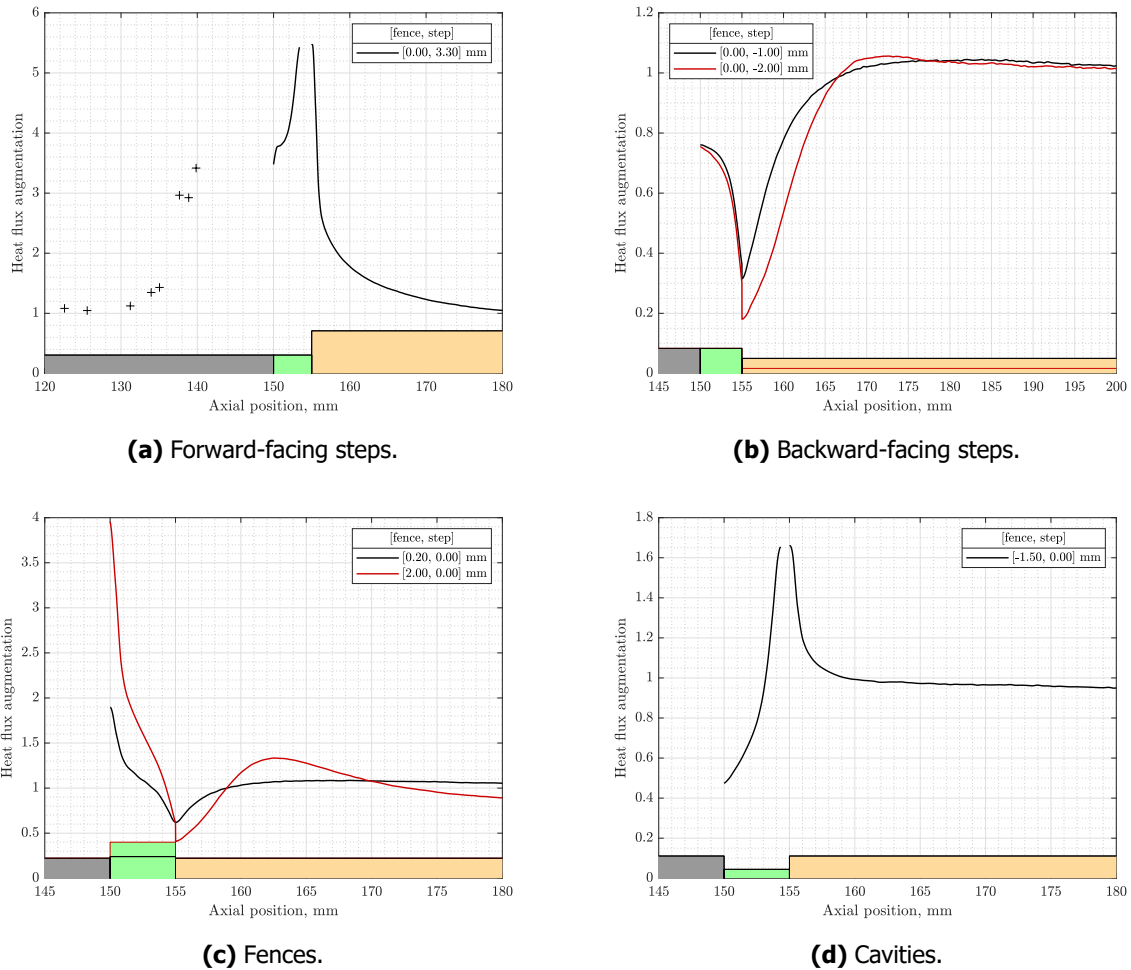 [fence, step]
[0.00, 3.30] mm
Heat flux augmentation
6
5
4
3
2
1
0
120 130 140 150 160 170 180
Axial position, mm
(a) Forward-facing steps.
[fence, step]
[0.00, -1.00] mm
[0.00, -2.00] mm
Heat flux augmentation
1.2
1
0.8
0.6
0.4
0.2
0
145 150 155 160 165 170 175 180 185 190 195 200
Axial position, mm
(b) Backward-facing steps.
[fence, step]
[0.20, 0.00] mm
[2.00, 0.00] mm
Heat flux augmentation
4
3.5
3
2.5
2
1.5
1
0.5
0
145 150 155 160 165 170 175 180
Axial position, mm
(c) Fences.
[fence, step]
[-1.50, 0.00] mm
Heat flux augmentation
1.8
1.6
1.4
1.2
1
0.8
0.6
0.4
0.2
0
145 150 155 160 165 170 175 180
Axial position, mm
(d) Cavities.